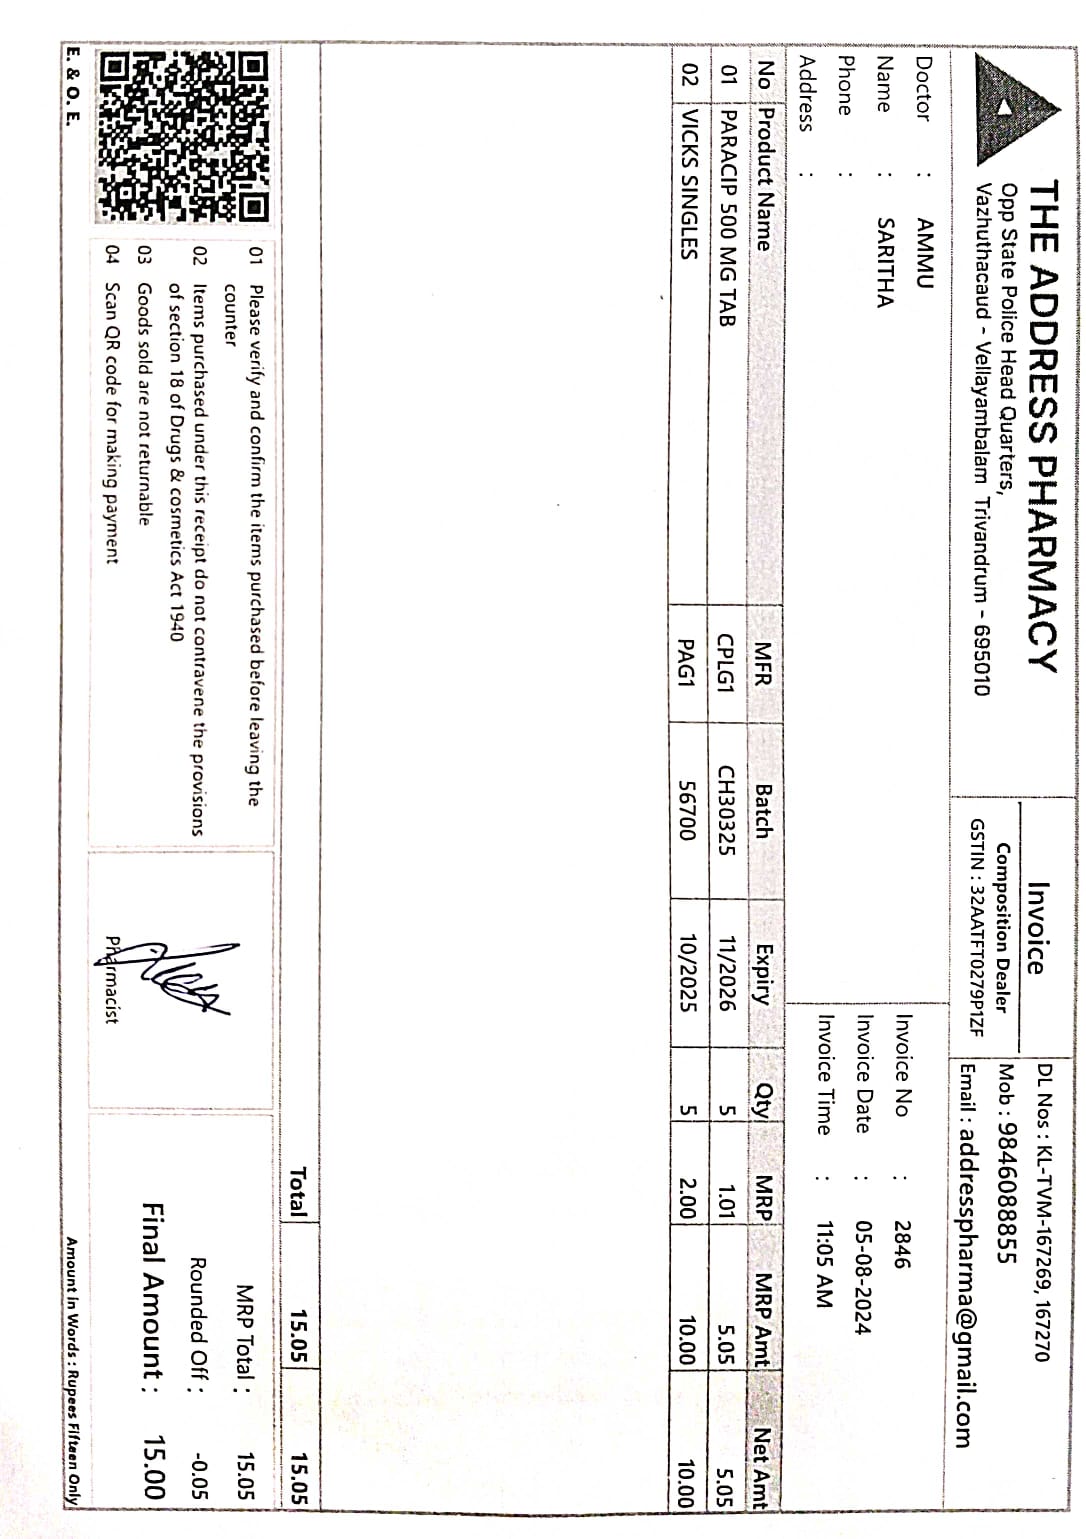 THE ADDRESS PHARMACY
Opp State Police Head Quarters,
Vazhuthacaud - Vellayambalam Trivandrum - 695010
Invoice
Composition Dealer
GSTIN : 32AATFT0279P1ZF
DL Nos : KL-TVM-167269, 167270
Mob : 9846088855
Email : addresspharma@gmail.com
Doctor : AMMU
Name : SARITHA
Phone :
Address :
Invoice No : 2846
Invoice Date : 05-08-2024
Invoice Time : 11:05 AM
No Product Name MFR Batch Expiry Qty MRP MRP Amt Net Amt
01 PARACIP 500 MG TAB CPLG1 CH30325 11/2026 5 1.01 5.05 5.05
02 VICKS SINGLES PAG1 56700 10/2025 5 2.00 10.00 10.00
Total 15.05 15.05
01 Please verify and confirm the items purchased before leaving the
counter
02 Items purchased under this receipt do not contravene the provisions
of section 18 of Drugs & cosmetics Act 1940
03 Goods sold are not returnable
04 Scan QR code for making payment
Pharmacist
MRP Total : 15.05
Rounded Off : -0.05
Final Amount : 15.00
E. & O. E.
Amount in Words : Rupees Fifteen Only